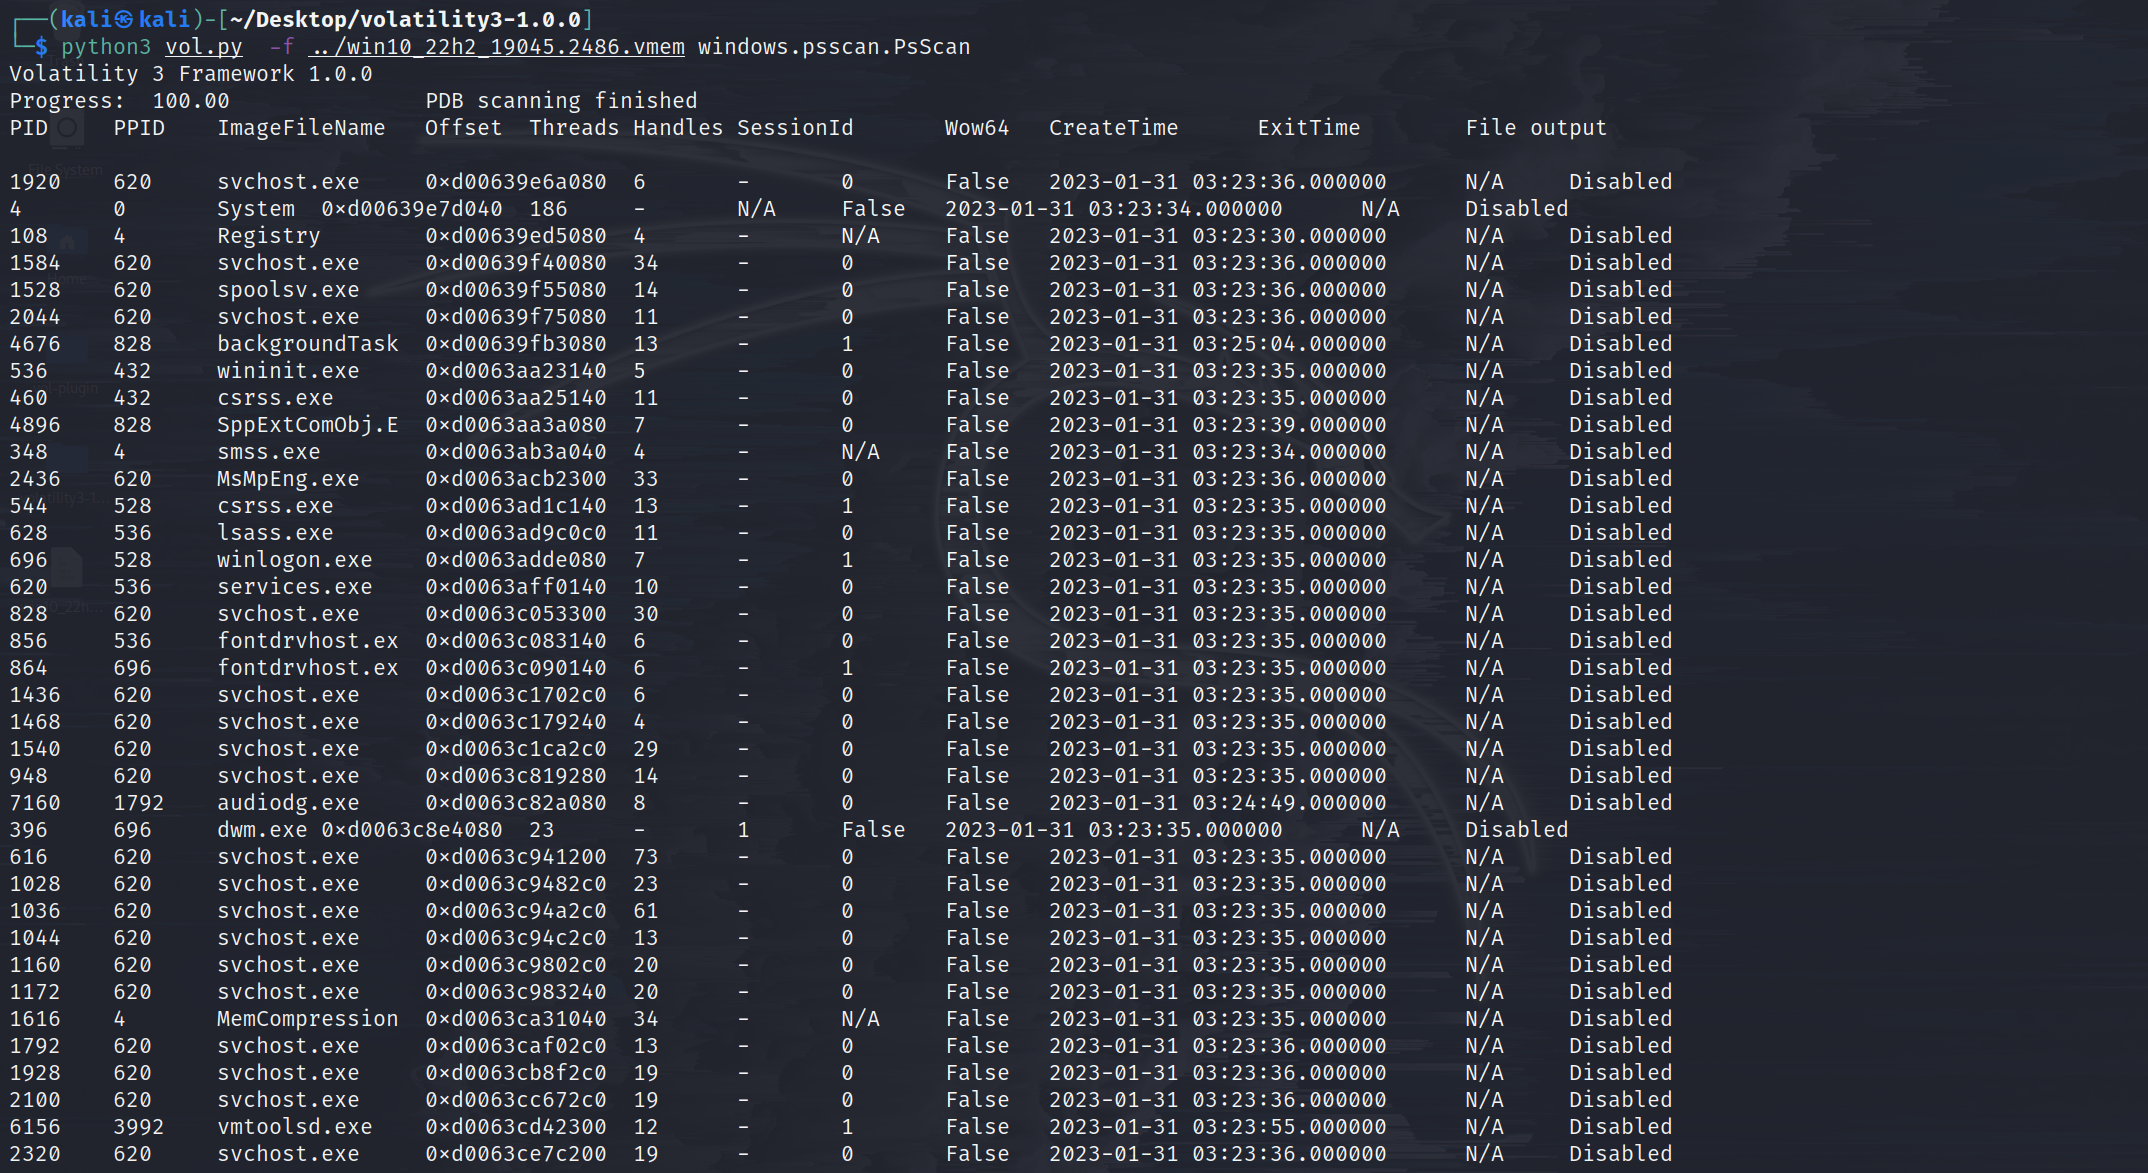 (kali㉿kali)-[~/Desktop/volatility3-1.0.0]
$ python3 vol.py -f ../win10_22h2_19045.2486.vmem windows.psscan.PsScan
Volatility 3 Framework 1.0.0
Progress: 100.00 PDB scanning finished
PID PPID ImageFileName Offset Threads Handles SessionId Wow64 CreateTime ExitTime File output
1920 620 svchost.exe 0xd00639e6a080 6 - 0 False 2023-01-31 03:23:36.000000 N/A Disabled
4 0 System 0xd00639e7d040 186 - N/A False 2023-01-31 03:23:34.000000 N/A Disabled
108 4 Registry 0xd00639ed5080 4 - N/A False 2023-01-31 03:23:30.000000 N/A Disabled
1584 620 svchost.exe 0xd00639f40080 34 - 0 False 2023-01-31 03:23:36.000000 N/A Disabled
1528 620 spoolsv.exe 0xd00639f55080 14 - 0 False 2023-01-31 03:23:36.000000 N/A Disabled
2044 620 svchost.exe 0xd00639f75080 11 - 0 False 2023-01-31 03:23:36.000000 N/A Disabled
4676 828 backgroundTask 0xd00639fb3080 13 - 1 False 2023-01-31 03:25:04.000000 N/A Disabled
536 432 wininit.exe 0xd0063aa23140 5 - 0 False 2023-01-31 03:23:35.000000 N/A Disabled
460 432 csrss.exe 0xd0063aa25140 11 - 0 False 2023-01-31 03:23:35.000000 N/A Disabled
4896 828 SppExtComObj.E 0xd0063aa3a080 7 - 0 False 2023-01-31 03:23:39.000000 N/A Disabled
348 4 smss.exe 0xd0063ab3a040 4 - N/A False 2023-01-31 03:23:34.000000 N/A Disabled
2436 620 MsMpEng.exe 0xd0063acb2300 33 - 0 False 2023-01-31 03:23:36.000000 N/A Disabled
544 528 csrss.exe 0xd0063ad1c140 13 - 1 False 2023-01-31 03:23:35.000000 N/A Disabled
628 536 lsass.exe 0xd0063ad9c0c0 11 - 0 False 2023-01-31 03:23:35.000000 N/A Disabled
696 528 winlogon.exe 0xd0063adde080 7 - 1 False 2023-01-31 03:23:35.000000 N/A Disabled
620 536 services.exe 0xd0063aff0140 10 - 0 False 2023-01-31 03:23:35.000000 N/A Disabled
828 620 svchost.exe 0xd0063c053300 30 - 0 False 2023-01-31 03:23:35.000000 N/A Disabled
856 536 fontdrvhost.ex 0xd0063c083140 6 - 0 False 2023-01-31 03:23:35.000000 N/A Disabled
864 696 fontdrvhost.ex 0xd0063c090140 6 - 1 False 2023-01-31 03:23:35.000000 N/A Disabled
1436 620 svchost.exe 0xd0063c1702c0 6 - 0 False 2023-01-31 03:23:35.000000 N/A Disabled
1468 620 svchost.exe 0xd0063c179240 4 - 0 False 2023-01-31 03:23:35.000000 N/A Disabled
1540 620 svchost.exe 0xd0063c1ca2c0 29 - 0 False 2023-01-31 03:23:35.000000 N/A Disabled
948 620 svchost.exe 0xd0063c819280 14 - 0 False 2023-01-31 03:23:35.000000 N/A Disabled
7160 1792 audiodg.exe 0xd0063c82a080 8 - 0 False 2023-01-31 03:24:49.000000 N/A Disabled
396 696 dwm.exe 0xd0063c8e4080 23 - 1 False 2023-01-31 03:23:35.000000 N/A Disabled
616 620 svchost.exe 0xd0063c941200 73 - 0 False 2023-01-31 03:23:35.000000 N/A Disabled
1028 620 svchost.exe 0xd0063c9482c0 23 - 0 False 2023-01-31 03:23:35.000000 N/A Disabled
1036 620 svchost.exe 0xd0063c94a2c0 61 - 0 False 2023-01-31 03:23:35.000000 N/A Disabled
1044 620 svchost.exe 0xd0063c94c2c0 13 - 0 False 2023-01-31 03:23:35.000000 N/A Disabled
1160 620 svchost.exe 0xd0063c9802c0 20 - 0 False 2023-01-31 03:23:35.000000 N/A Disabled
1172 620 svchost.exe 0xd0063c983240 20 - 0 False 2023-01-31 03:23:35.000000 N/A Disabled
1616 4 MemCompression 0xd0063ca31040 34 - N/A False 2023-01-31 03:23:35.000000 N/A Disabled
1792 620 svchost.exe 0xd0063caf02c0 13 - 0 False 2023-01-31 03:23:36.000000 N/A Disabled
1928 620 svchost.exe 0xd0063cb8f2c0 19 - 0 False 2023-01-31 03:23:36.000000 N/A Disabled
2100 620 svchost.exe 0xd0063cc672c0 19 - 0 False 2023-01-31 03:23:36.000000 N/A Disabled
6156 3992 vmtoolsd.exe 0xd0063cd42300 12 - 1 False 2023-01-31 03:23:55.000000 N/A Disabled
2320 620 svchost.exe 0xd0063ce7c200 19 - 0 False 2023-01-31 03:23:36.000000 N/A Disabled